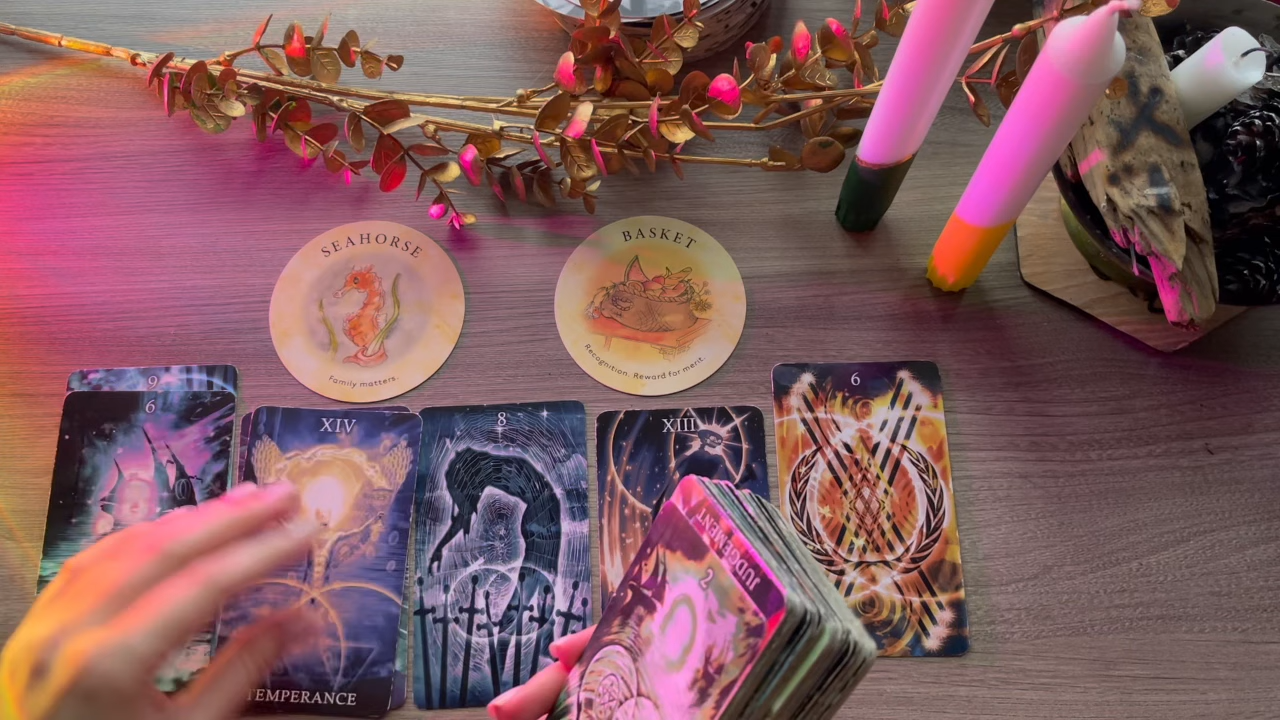 SEAHORSE
Family matters.
BASKET
Recognition. Reward for merit.
9
6
XIV
TEMPERANCE
8
XIII
6
JUDGEMENT
2